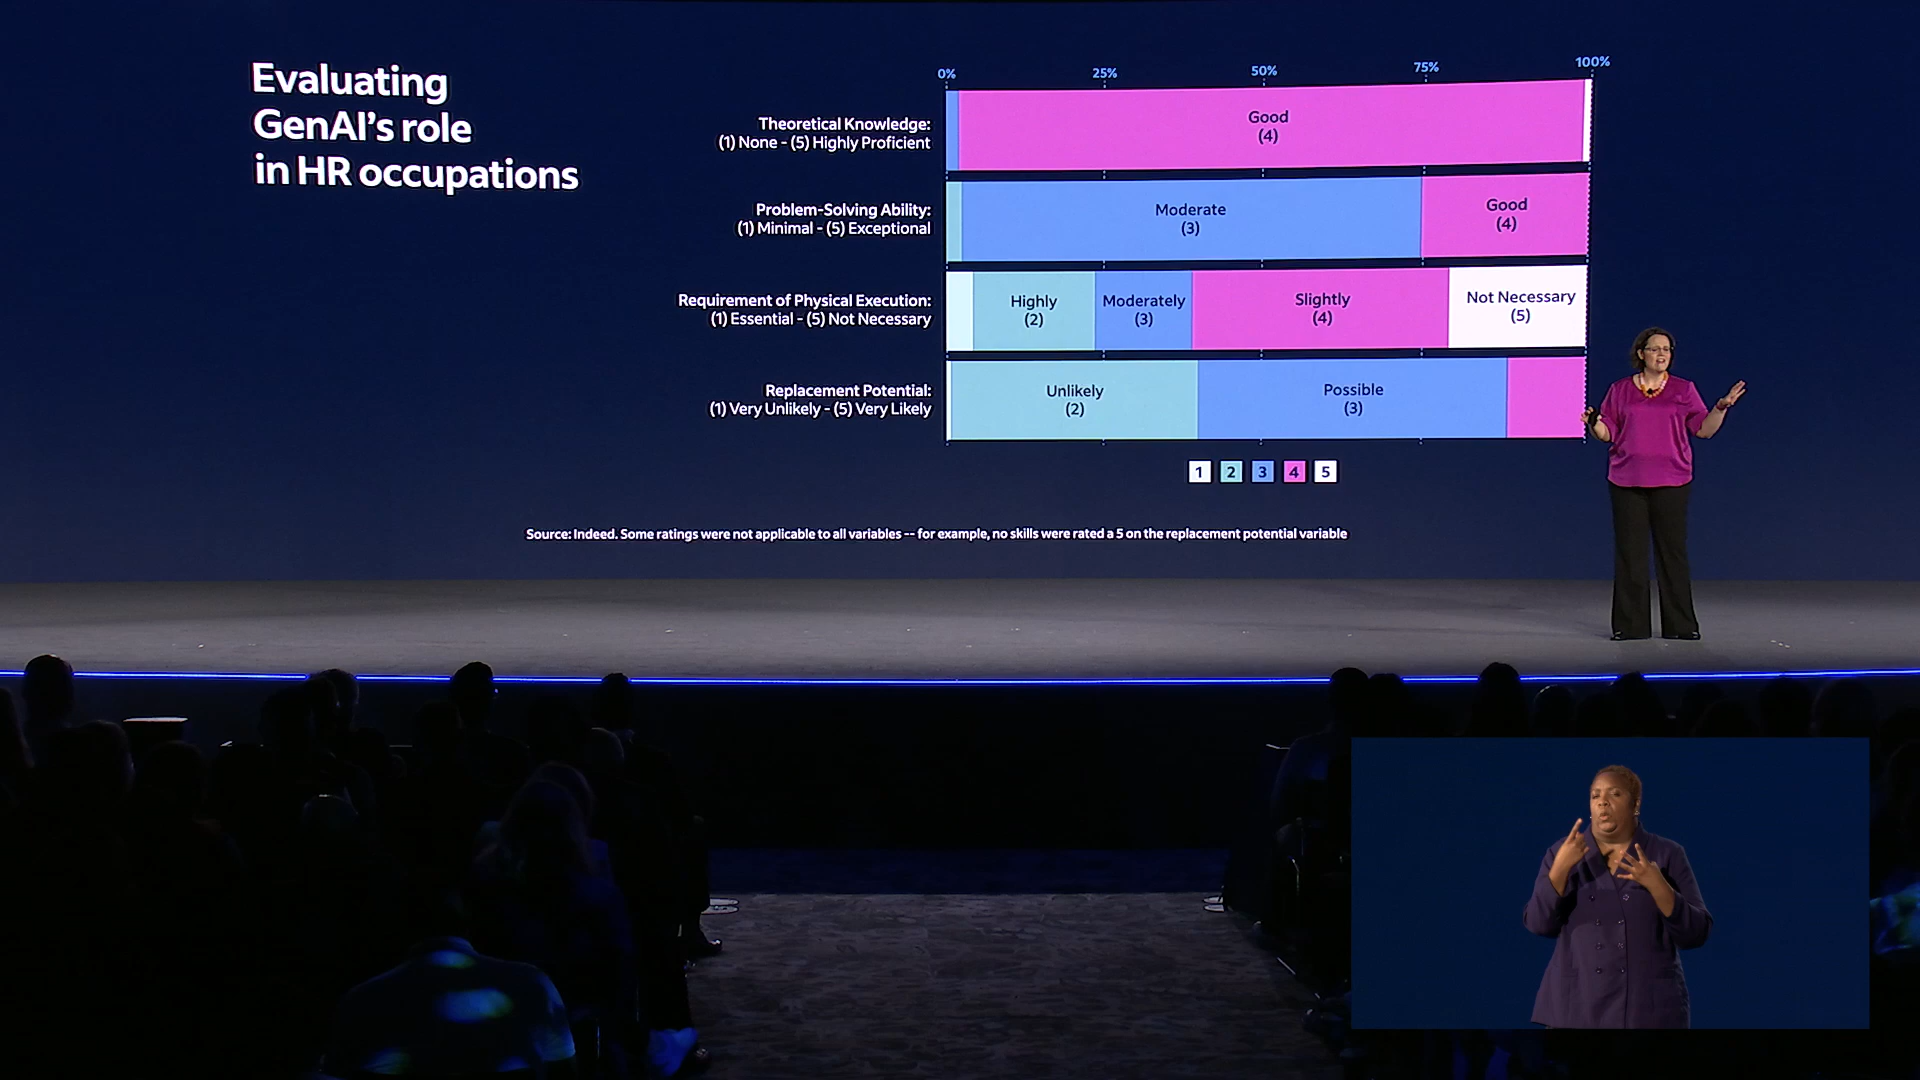 Evaluating
GenAI's role
in HR occupations
0% 25% 50% 75% 100%
Theoretical Knowledge:
(1) None - (5) Highly Proficient
Good
(4)
Problem-Solving Ability:
(1) Minimal - (5) Exceptional
Moderate
(3)
Good
(4)
Requirement of Physical Execution:
(1) Essential - (5) Not Necessary
Highly
(2)
Moderately
(3)
Slightly
(4)
Not Necessary
(5)
Replacement Potential:
(1) Very Unlikely - (5) Very Likely
Unlikely
(2)
Possible
(3)
1 2 3 4 5
Source: Indeed. Some ratings were not applicable to all variables -- for example, no skills were rated a 5 on the replacement potential variable